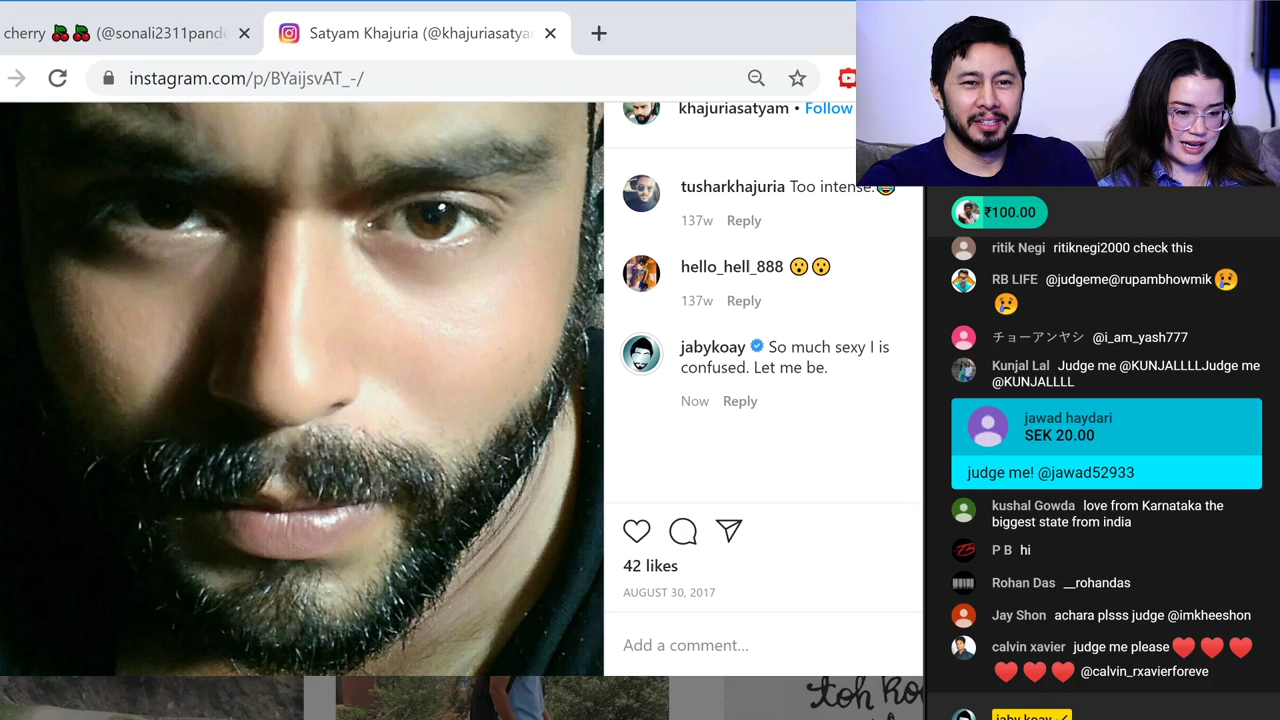 cherry 🍒🍒 (@sonali2311pande
Satyam Khajuria (@khajuriasatya
instagram.com/p/BYaijsvAT_-/
khajuriasatyam • Follow
tusharkhajuria Too intense.😂
137w Reply
hello_hell_888 😮😮
137w Reply
jabykoay So much sexy I is
confused. Let me be.
Now Reply
42 likes
AUGUST 30, 2017
Add a comment...
toh ko
₹100.00
ritik Negi ritiknegi2000 check this
RB LIFE @judgeme@rupambhowmik😢
😢
チョーアンヤシ @i_am_yash777
Kunjal Lal Judge me @KUNJALLLLJudge me
@KUNJALLLL
jawad haydari
SEK 20.00
judge me! @jawad52933
kushal Gowda love from Karnataka the
biggest state from india
P B hi
Rohan Das __rohandas
Jay Shon achara plsss judge @imkheeshon
calvin xavier judge me please♥️♥️♥️
♥️♥️♥️ @calvin_rxavierforeve
jaby koay ✓